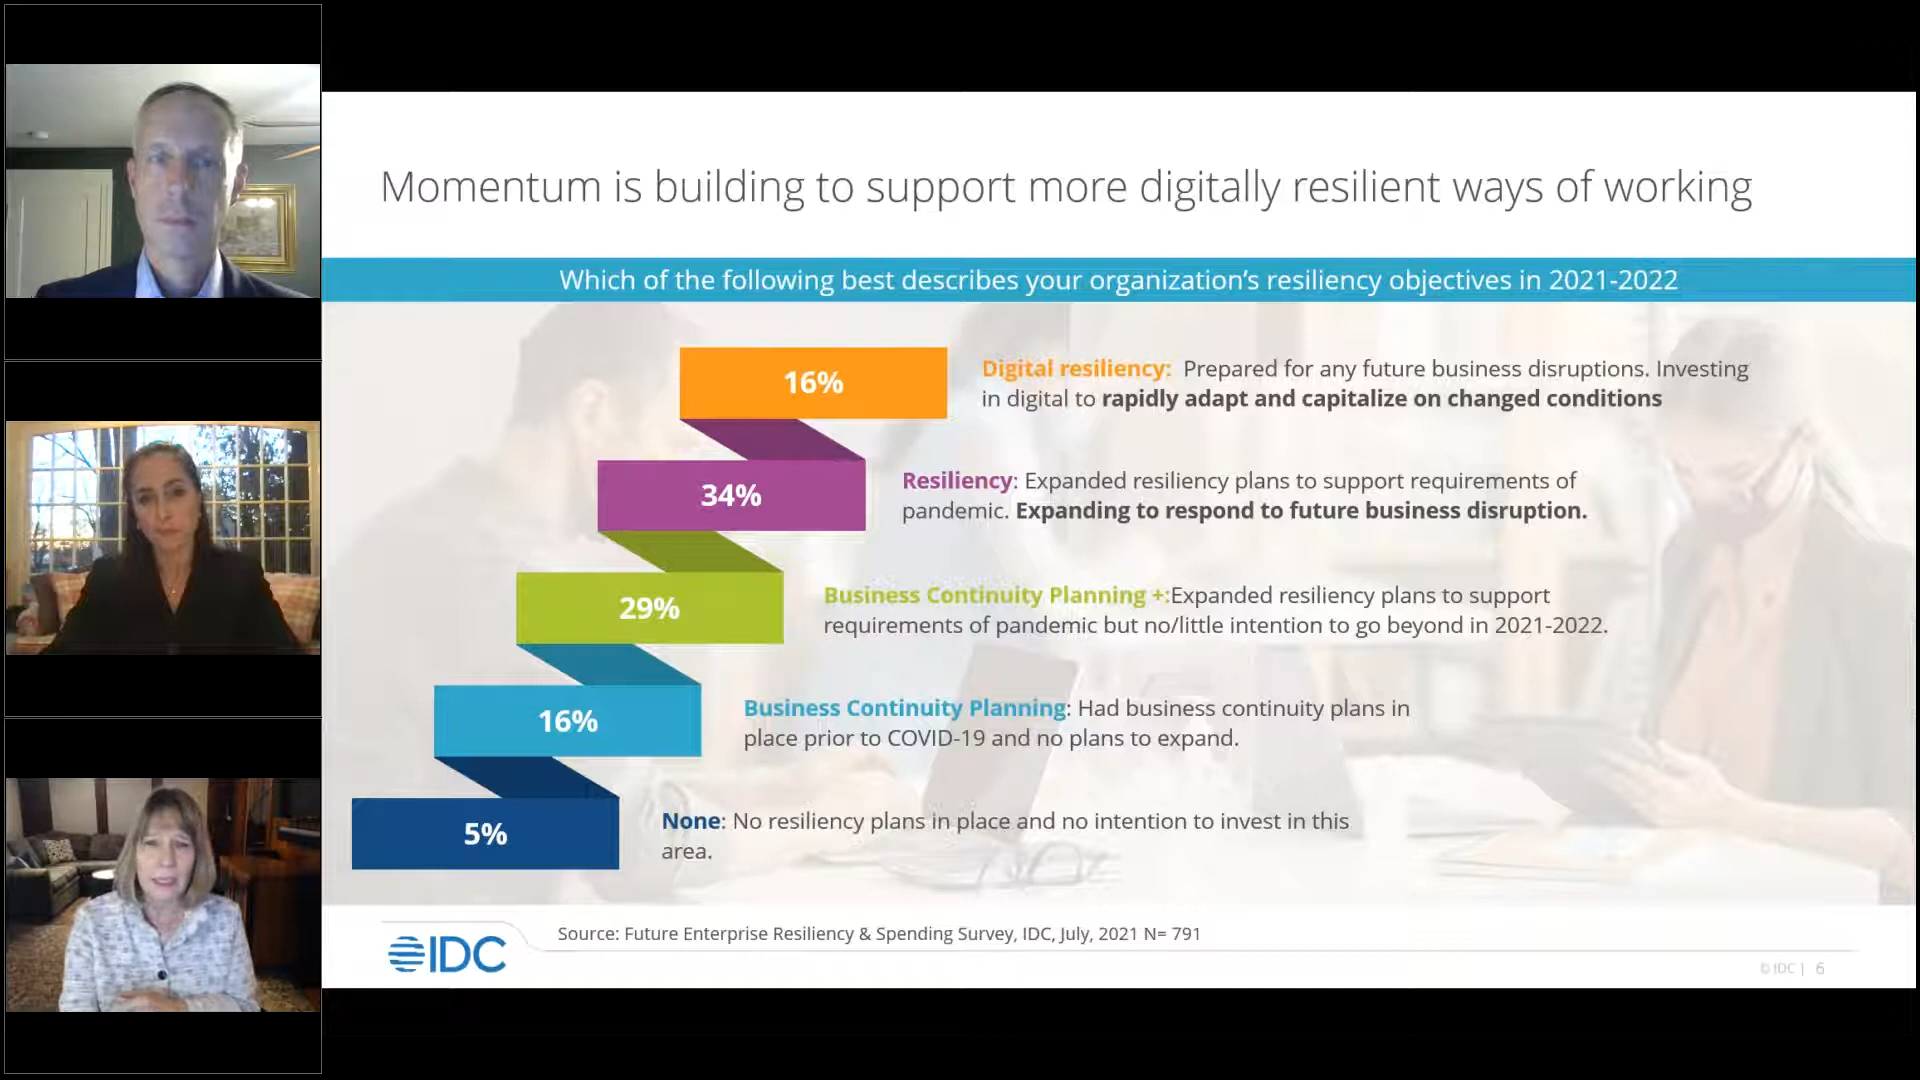 Momentum is building to support more digitally resilient ways of working
Which of the following best describes your organization's resiliency objectives in 2021-2022
16%
Digital resiliency: Prepared for any future business disruptions. Investing
in digital to rapidly adapt and capitalize on changed conditions
34%
Resiliency: Expanded resiliency plans to support requirements of
pandemic. Expanding to respond to future business disruption.
29%
Business Continuity Planning +:Expanded resiliency plans to support
requirements of pandemic but no/little intention to go beyond in 2021-2022.
16%
Business Continuity Planning: Had business continuity plans in
place prior to COVID-19 and no plans to expand.
5%
None: No resiliency plans in place and no intention to invest in this
area.
IDC
Source: Future Enterprise Resiliency & Spending Survey, IDC, July, 2021 N= 791
© IDC | 6